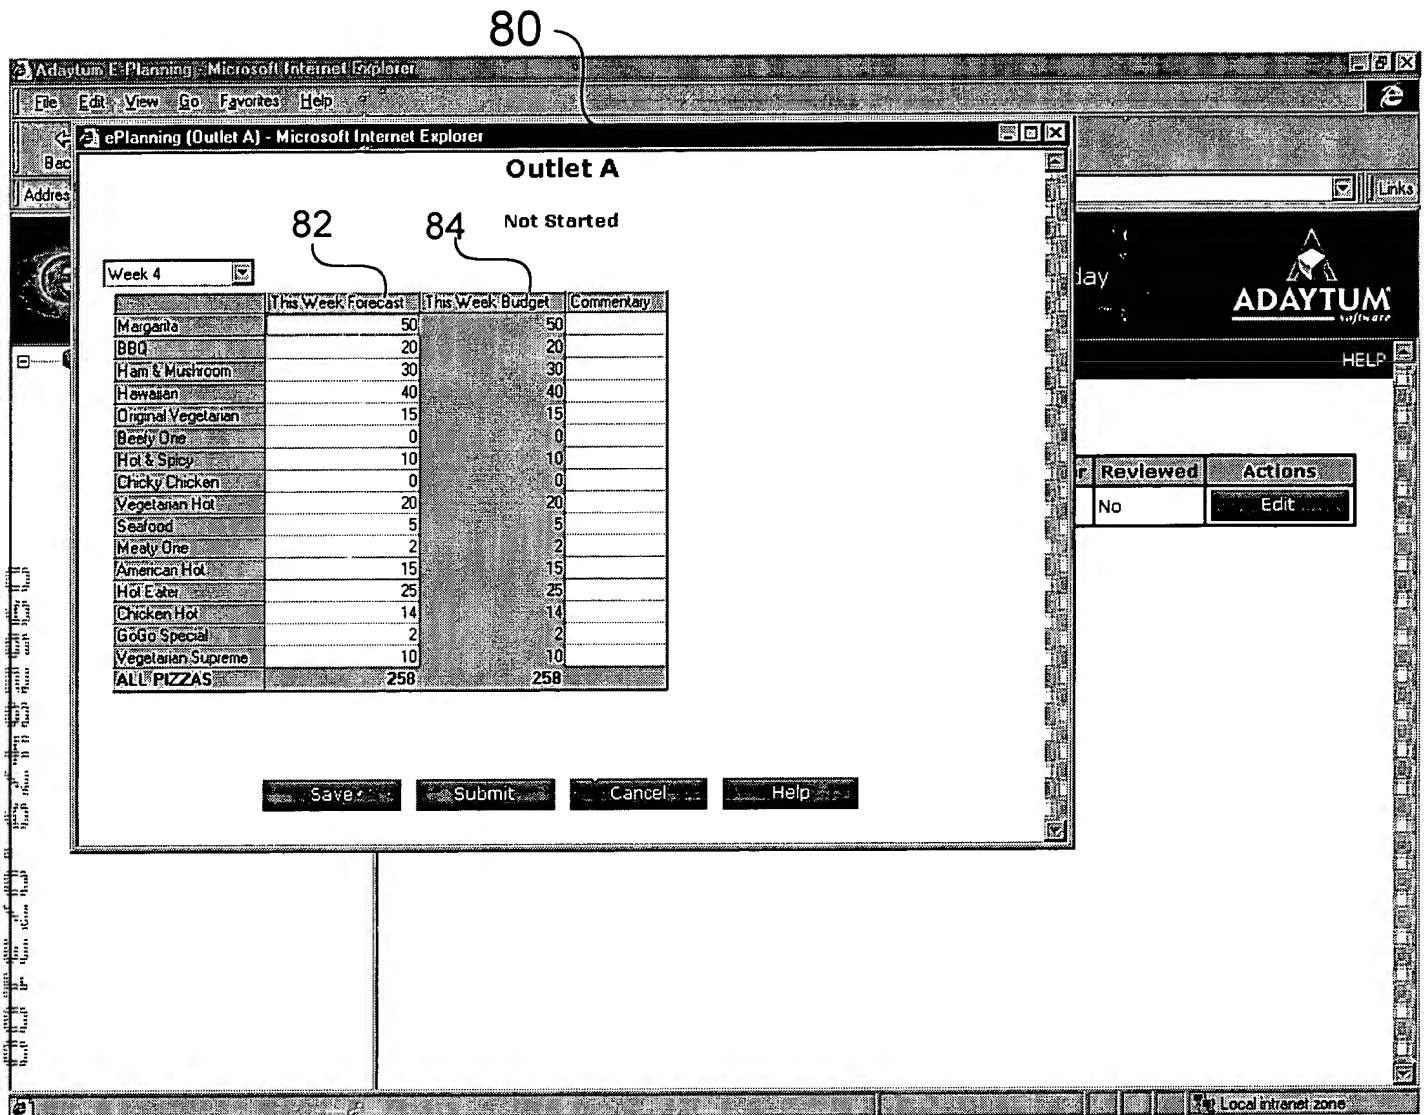 80
Adaytum E-Planning - Microsoft Internet Explorer
File Edit View Go Favorites Help
Bac
ePlanning (Outlet A) - Microsoft Internet Explorer
Addres
Links
Outlet A
Not Started
82
84
day
ADAYTUM
software
HELP
Week 4
This Week Forecast This Week Budget Commentary
Margarita 50 50
BBQ 20 20
Ham & Mushroom 30 30
Hawaiian 40 40
Original Vegetarian 15 15
Beefy One 0 0
Hot & Spicy 10 10
Chicky Chicken 0 0
Vegetarian Hot 20 20
Seafood 5 5
Meaty One 2 2
American Hot 15 15
Hot Eater 25 25
Chicken Hot 14 14
GoGo Special 2 2
Vegetarian Supreme 10 10
ALL PIZZAS 258 258
r Reviewed Actions
No Edit
Save Submit Cancel Help
Local intranet zone